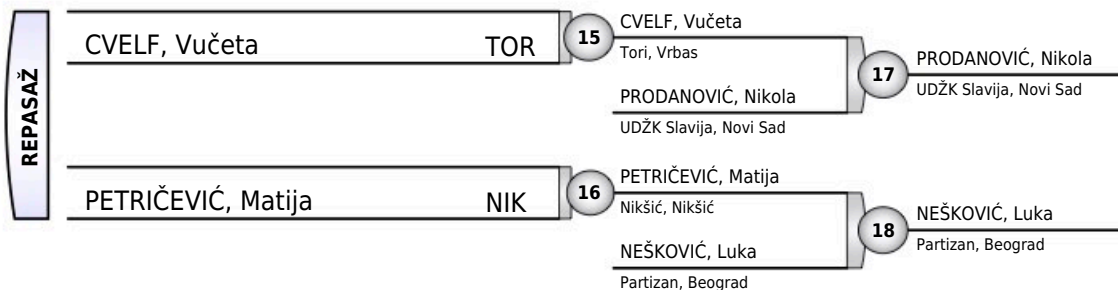 REPASAŽ
CVELF, Vučeta TOR
15
CVELF, Vučeta
Tori, Vrbas
PRODANOVIĆ, Nikola
UDŽK Slavija, Novi Sad
17
PRODANOVIĆ, Nikola
UDŽK Slavija, Novi Sad
PETRIČEVIĆ, Matija NIK
16
PETRIČEVIĆ, Matija
Nikšić, Nikšić
NEŠKOVIĆ, Luka
Partizan, Beograd
18
NEŠKOVIĆ, Luka
Partizan, Beograd